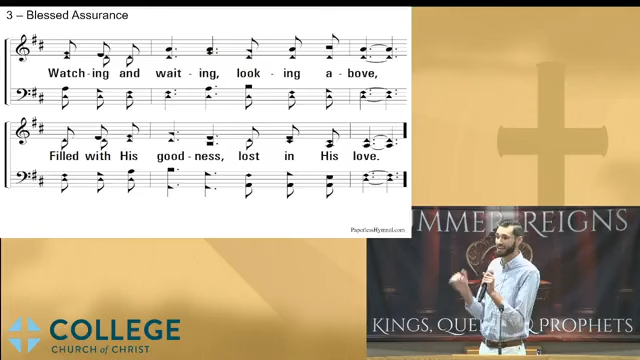 3 – Blessed Assurance
Watch-ing and wait-ing, look-ing a-bove,
Filled with His good-ness, lost in His love.
PaperlessHymnal.com
UMMER REIGNS
KINGS, QUE PROPHETS
COLLEGE
CHURCH of CHRIST